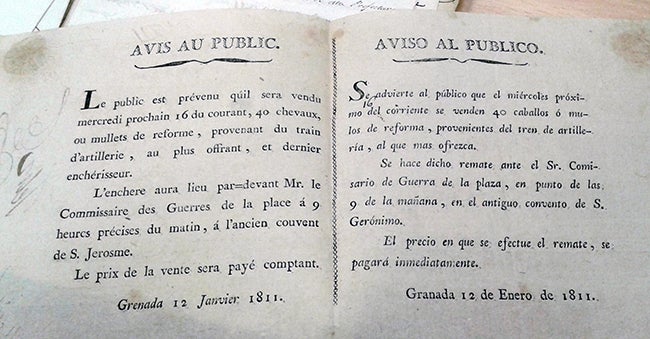 AVIS AU PUBLIC.
Le public est prévenu qúil sera vendu
mercredi prochain 16 du courant, 40 chevaux,
ou mullets de reforme, provenant du train
d'artillerie, au plus offrant, et dernier
enchérisseur.
L'enchere aura lieu par=devant Mr. le
Commissaire des Guerres de la place á 9
heures précises du matin, á l'ancien couvent
de S. Jerosme.
Le prix de la vente sera payé comptant.
Grenada 12 Janvier 1811.
AVISO AL PUBLICO.
Se advierte al público que el miércoles próxi-
16
mo del corriente se venden 40 caballos ó mu-
los de reforma, provenientes del tren de artille-
ría, al que mas ofrezca.
Se hace dicho remate ante el Sr. Comi-
sario de Guerra de la plaza, en punto de las
9 de la mañana, en el antiguo convento de S.
Gerónimo.
El precio en que se efectue el remate, se
pagará inmediatamente.
Granada 12 de Enero de 1811.